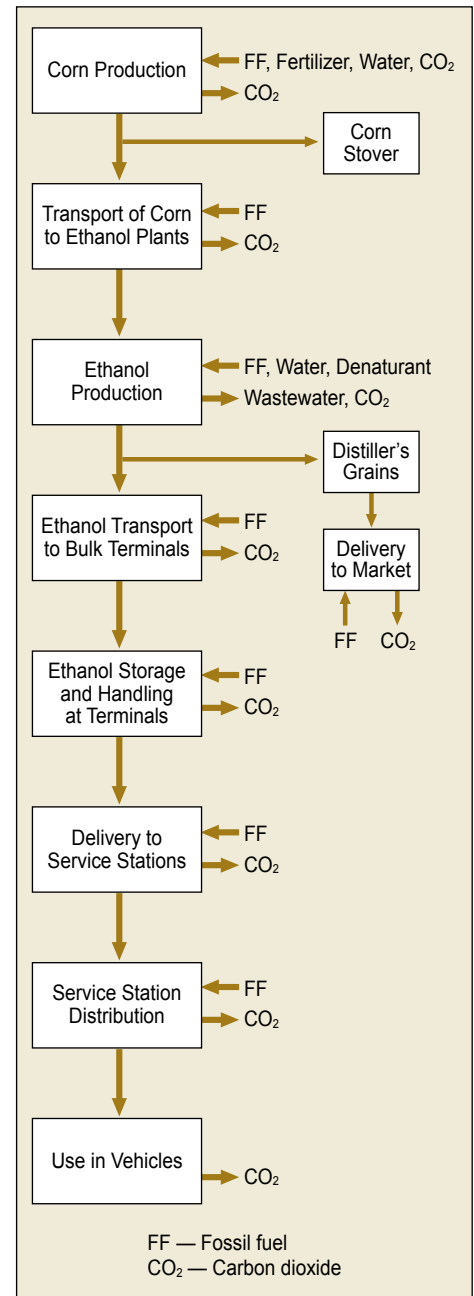 Corn Production
FF, Fertilizer, Water, CO₂
CO₂
Corn
Stover
Transport of Corn
to Ethanol Plants
FF
CO₂
Ethanol
Production
FF, Water, Denaturant
Wastewater, CO₂
Distiller's
Grains
Ethanol Transport
to Bulk Terminals
FF
CO₂
Delivery
to Market
FF
CO₂
Ethanol Storage
and Handling
at Terminals
FF
CO₂
Delivery to
Service Stations
FF
CO₂
Service Station
Distribution
FF
CO₂
Use in Vehicles
CO₂
FF — Fossil fuel
CO₂ — Carbon dioxide